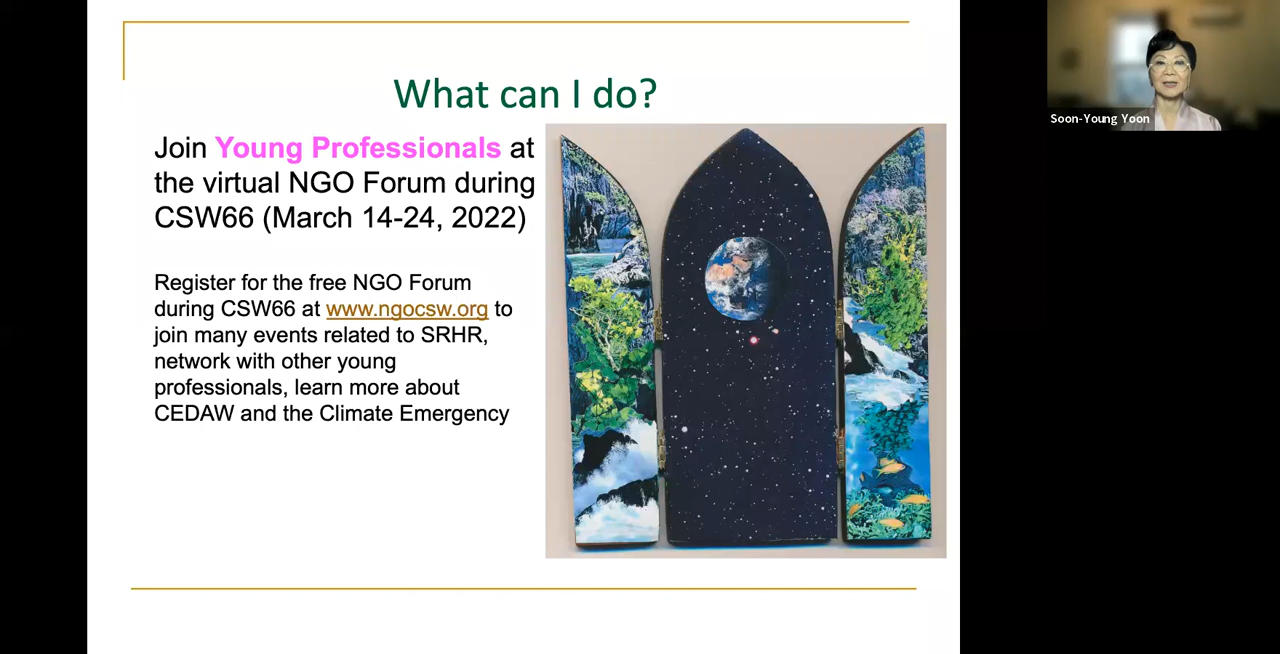 What can I do?
Join Young Professionals at
the virtual NGO Forum during
CSW66 (March 14-24, 2022)
Register for the free NGO Forum
during CSW66 at www.ngocsw.org to
join many events related to SRHR,
network with other young
professionals, learn more about
CEDAW and the Climate Emergency
Soon-Young Yoon